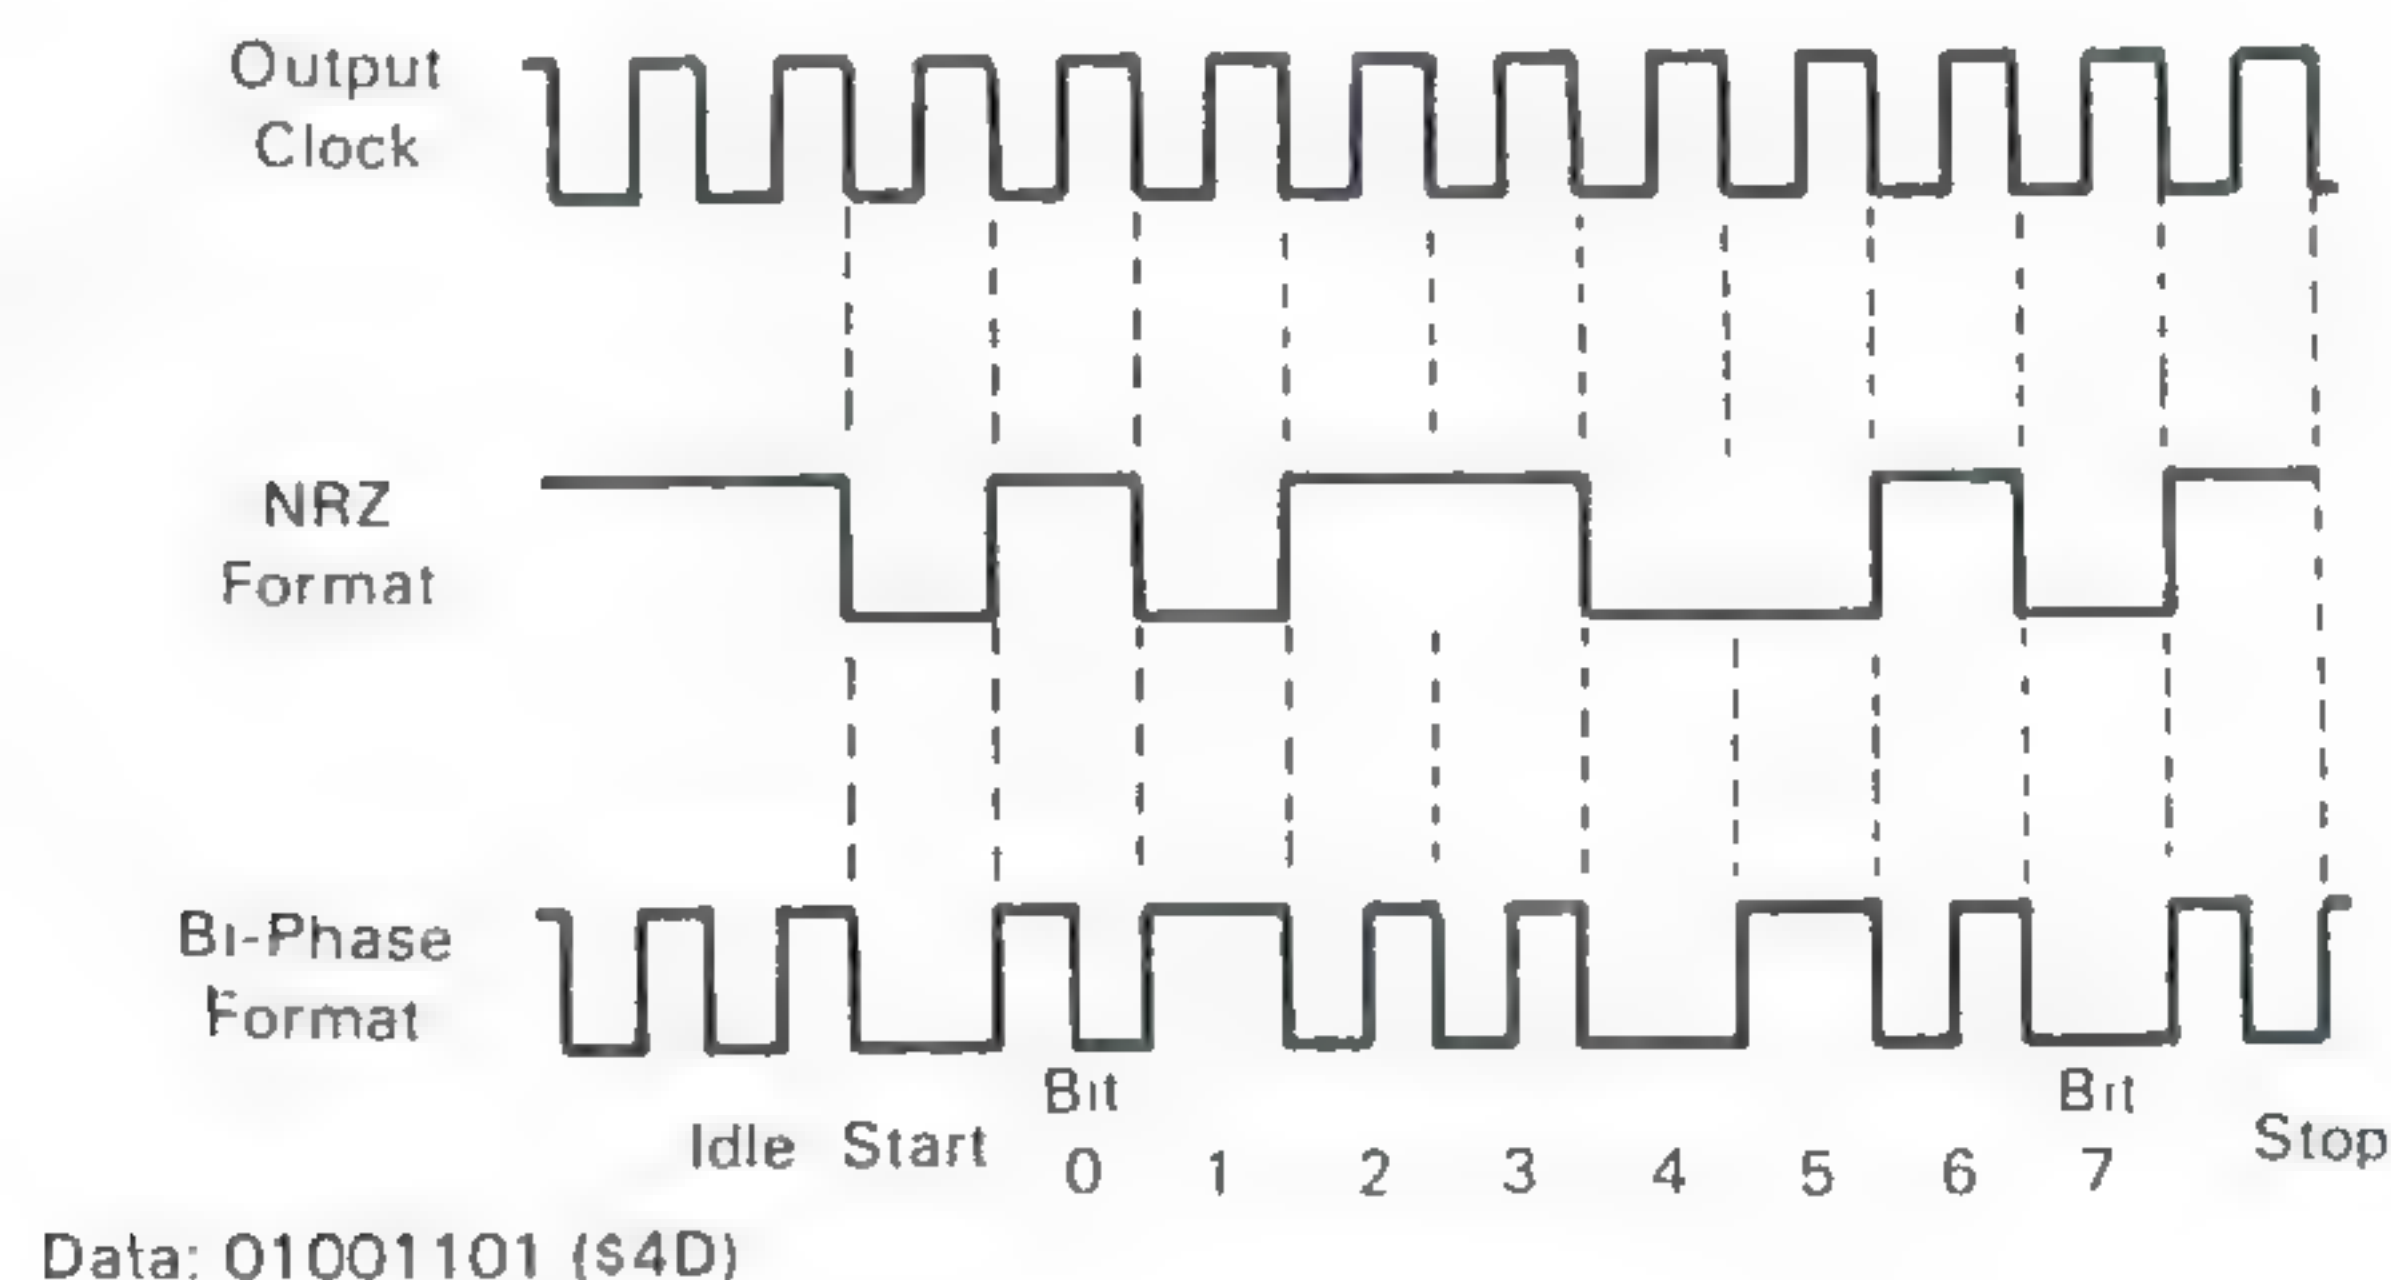 Output
Clock
NRZ
Format
Bi-Phase
Format
Bit
Bit
Idle Start
Stop
0 1 2 3 4 5 6 7
Data: 01001101 ($4D)